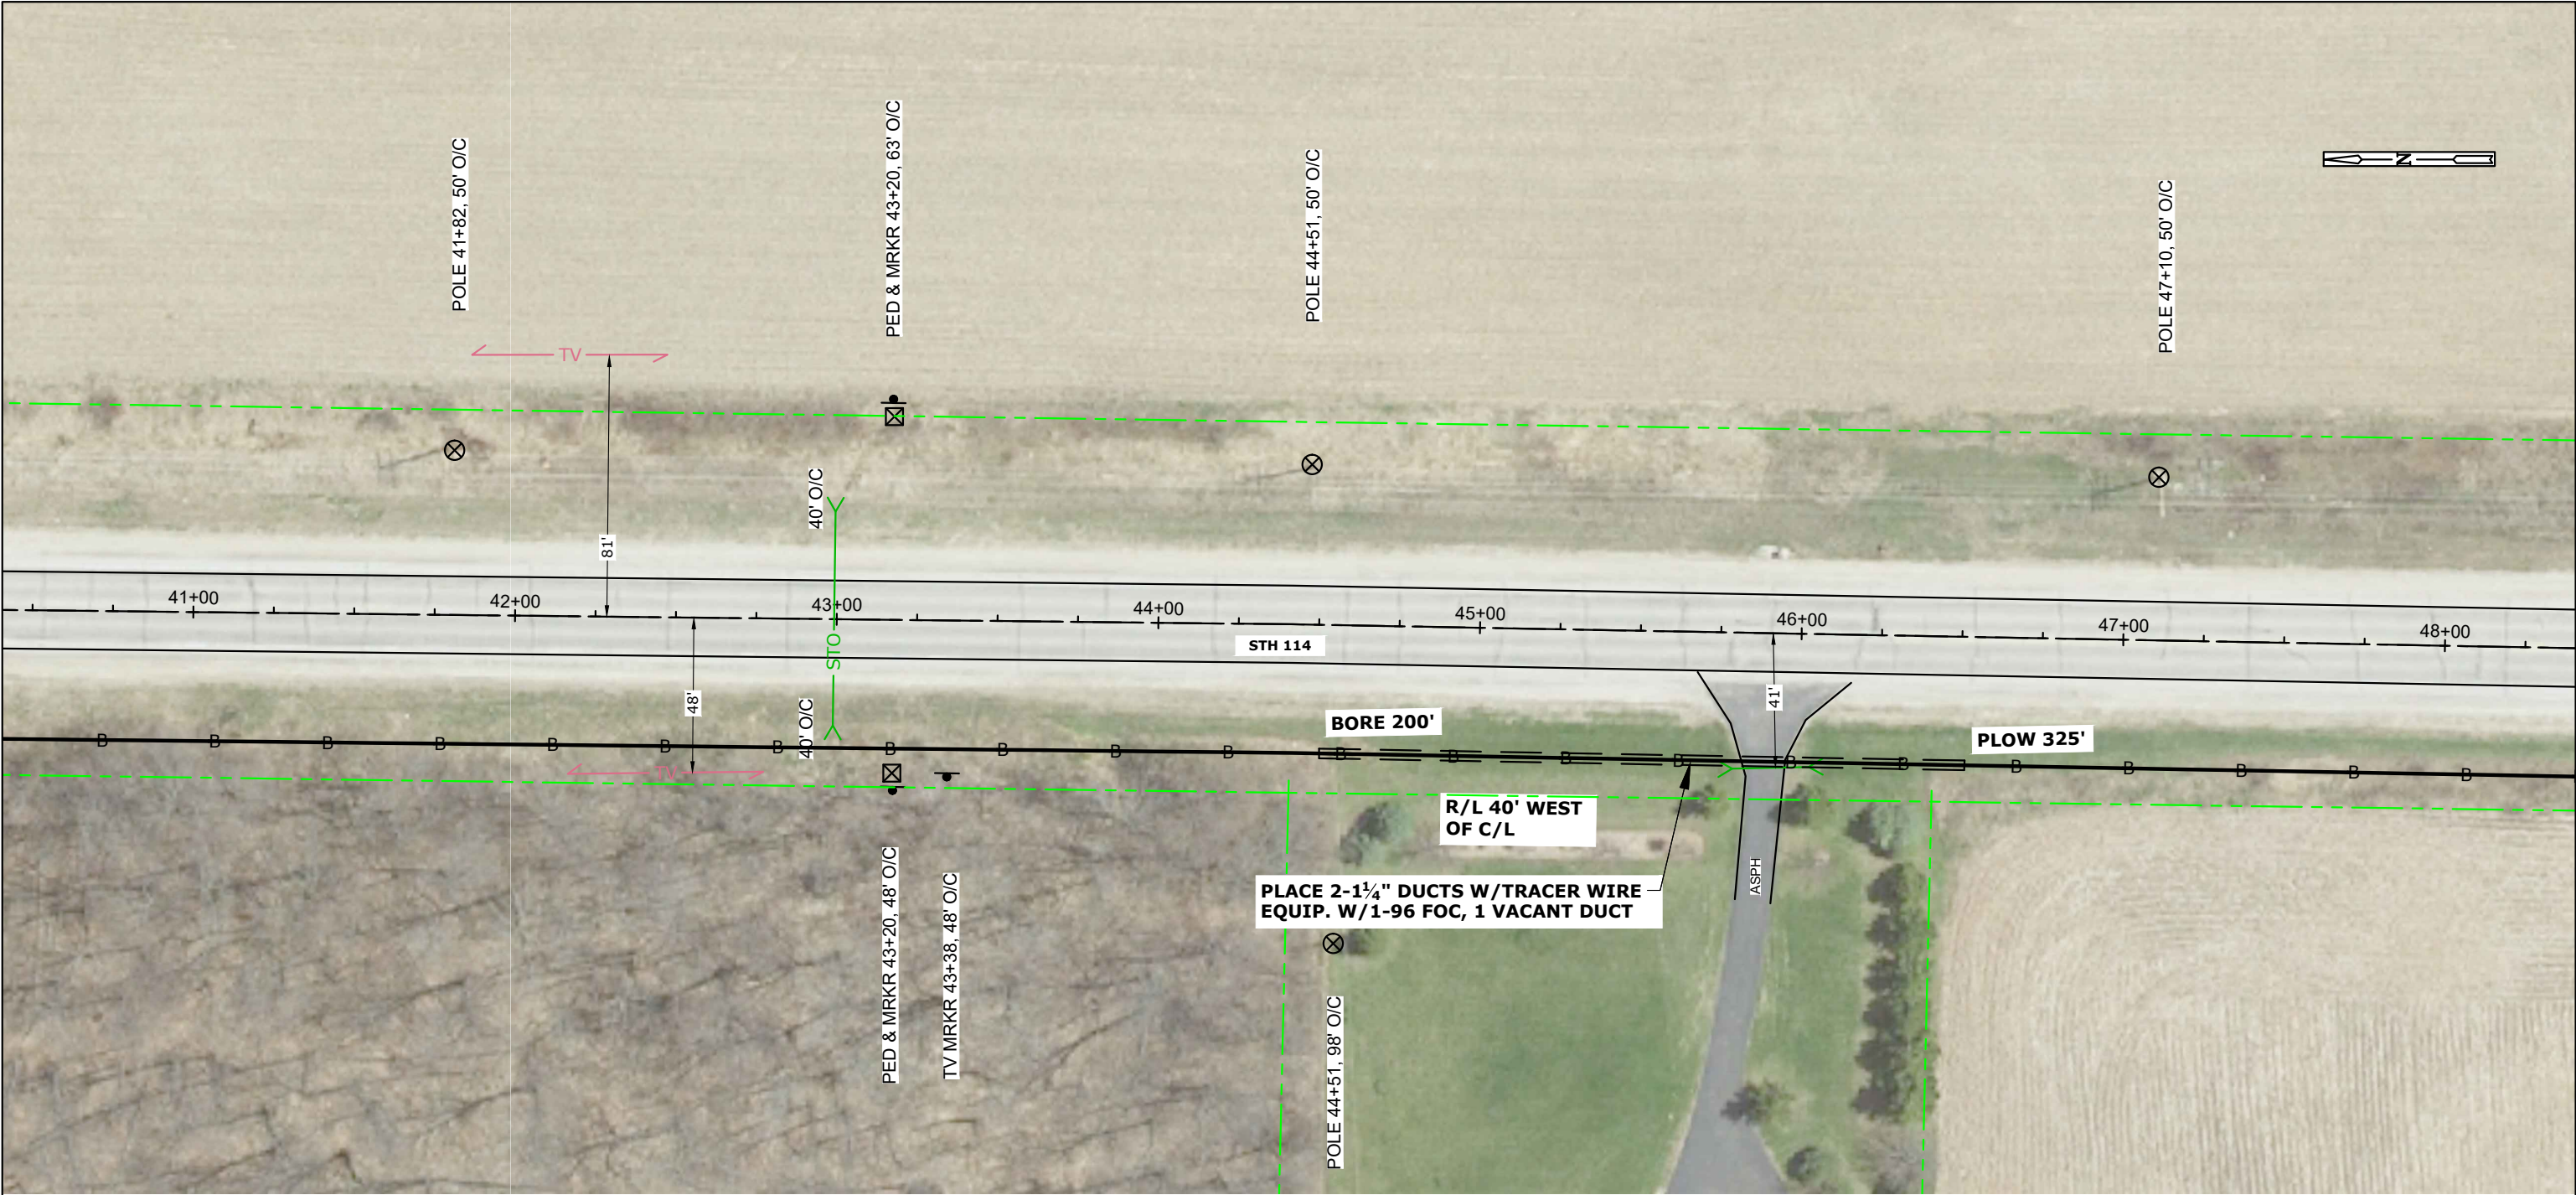 POLE 41+82, 50' O/C
PED & MRKR 43+20, 63' O/C
POLE 44+51, 50' O/C
POLE 47+10, 50' O/C
N
TV
40' O/C
81'
41+00
42+00
43+00
44+00
45+00
46+00
47+00
48+00
STO
STH 114
48'
41'
40' O/C
BORE 200'
PLOW 325'
B B B B B B B B B B B B B B B B B B B B B B
TV
R/L 40' WEST
OF C/L
PLACE 2-1¼" DUCTS W/TRACER WIRE
EQUIP. W/1-96 FOC, 1 VACANT DUCT
ASPH
PED & MRKR 43+20, 48' O/C
TV MRKR 43+38, 48' O/C
POLE 44+51, 98' O/C